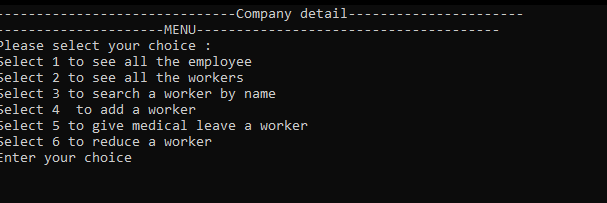 ------------------------------Company detail----------------------
---------------------MENU--------------------------------------
Please select your choice :
Select 1 to see all the employee
Select 2 to see all the workers
Select 3 to search a worker by name
Select 4  to add a worker
Select 5 to give medical leave a worker
Select 6 to reduce a worker
Enter your choice